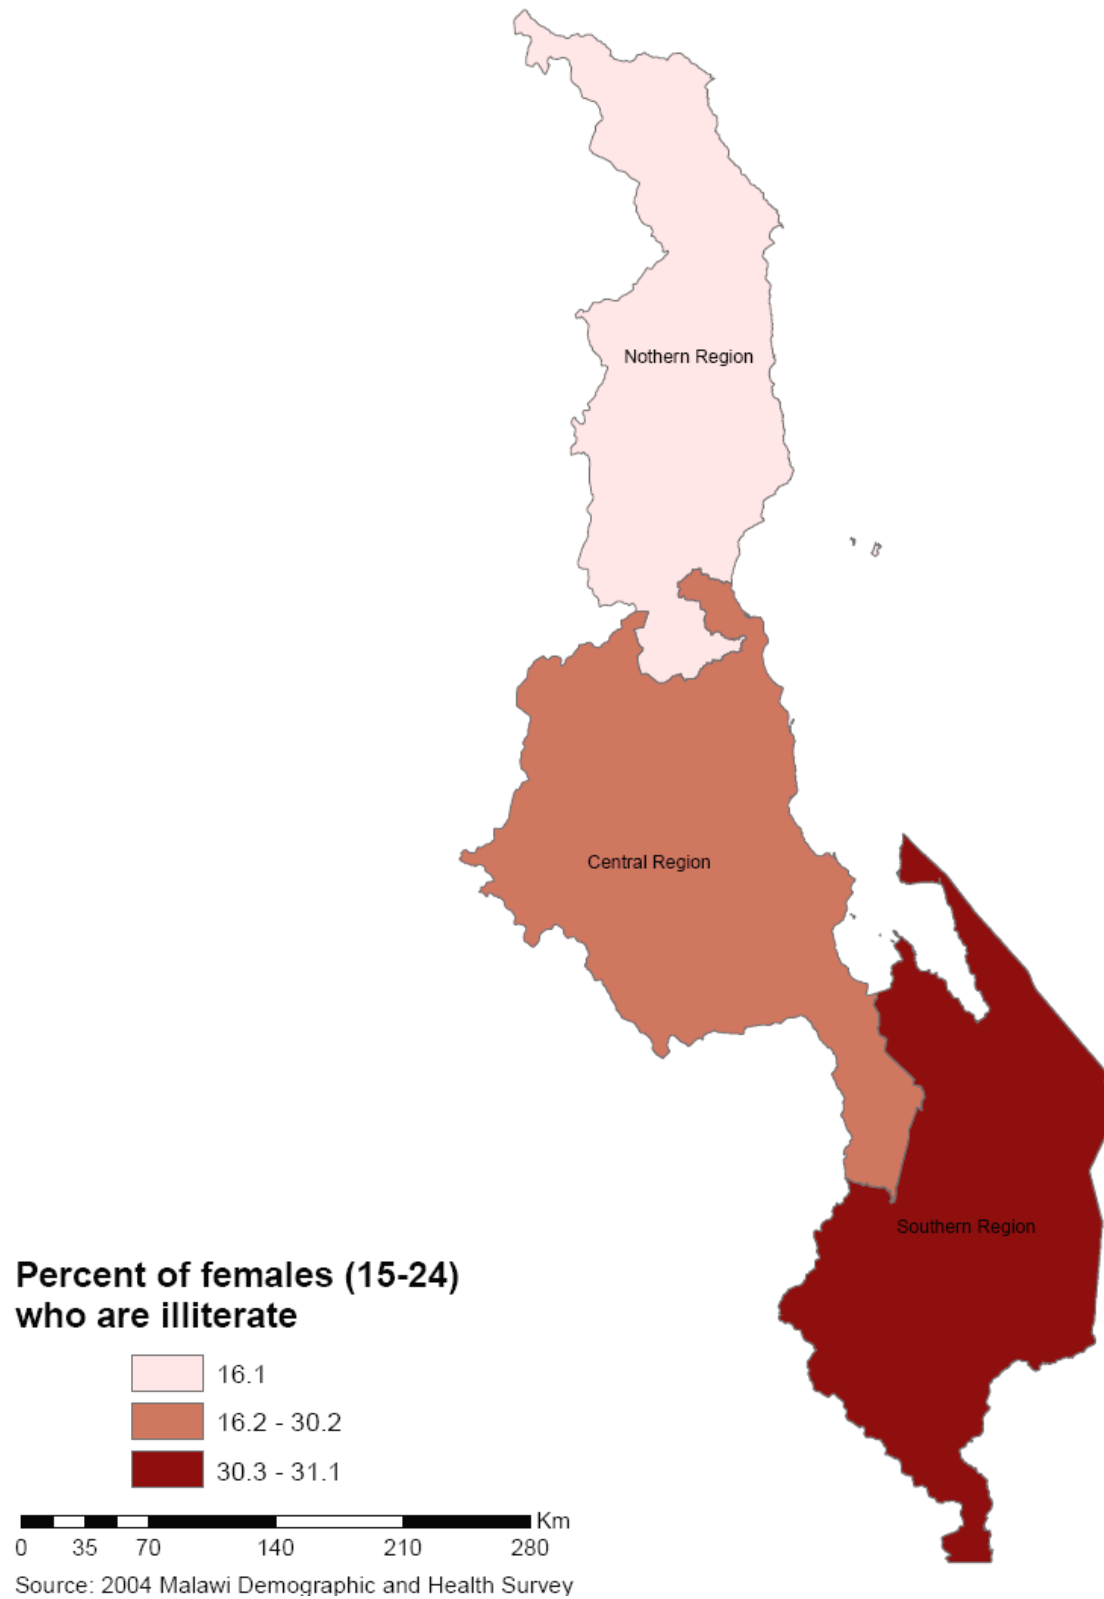 Nothern Region
Central Region
Southern Region
Percent of females (15-24)
who are illiterate
16.1
16.2 - 30.2
30.3 - 31.1
Km
0 35 70 140 210 280
Source: 2004 Malawi Demographic and Health Survey